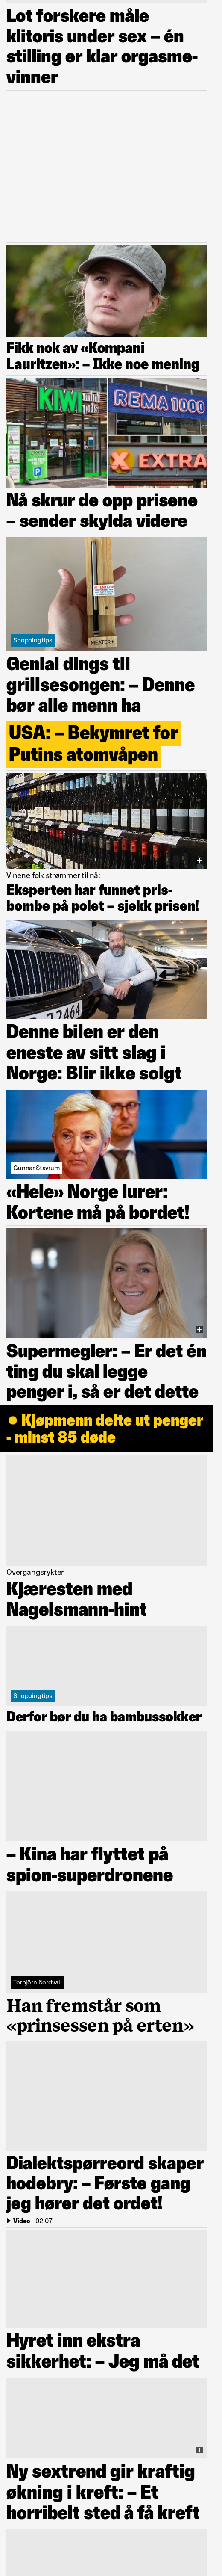 Lot forskere måle
klitoris under sex – én
stilling er klar orgasme-
vinner
Fikk nok av «Kompani
Lauritzen»: – Ikke noe mening
KIWI
REMA 1000
EXTRA
P
Nå skrur de opp prisene
– sender skylda videre
MEATER+
Shoppingtips
Genial dings til
grillsesongen: – Denne
bør alle menn ha
USA: – Bekymret for
Putins atomvåpen
Vinene folk strømmer til nå:
Eksperten har funnet pris-
bombe på polet – sjekk prisen!
Denne bilen er den
eneste av sitt slag i
Norge: Blir ikke solgt
Gunnar Stavrum
«Hele» Norge lurer:
Kortene må på bordet!
Supermegler: – Er det én
ting du skal legge
penger i, så er det dette
Kjøpmenn delte ut penger
- minst 85 døde
Overgangsrykter
Kjæresten med
Nagelsmann-hint
Shoppingtips
Derfor bør du ha bambussokker
– Kina har flyttet på
spion-superdronene
Torbjörn Nordvall
Han fremstår som
«prinsessen på erten»
Dialektspørreord skaper
hodebry: – Første gang
jeg hører det ordet!
Video | 02:07
Hyret inn ekstra
sikkerhet: – Jeg må det
Ny sextrend gir kraftig
økning i kreft: – Et
horribelt sted å få kreft